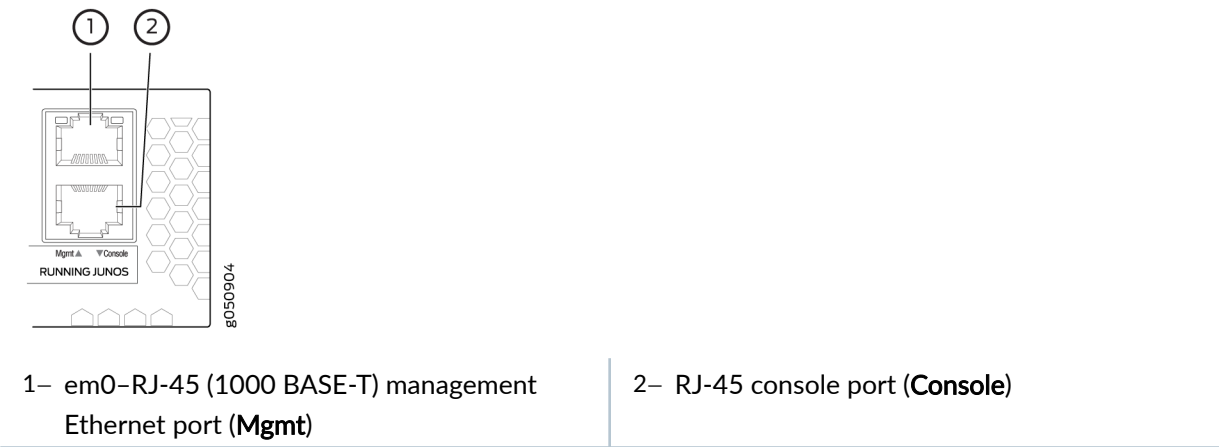 1 2
Mgmt▲ ▼Console
RUNNING JUNOS
g050904
1– em0–RJ-45 (1000 BASE-T) management
Ethernet port (Mgmt)
2– RJ-45 console port (Console)